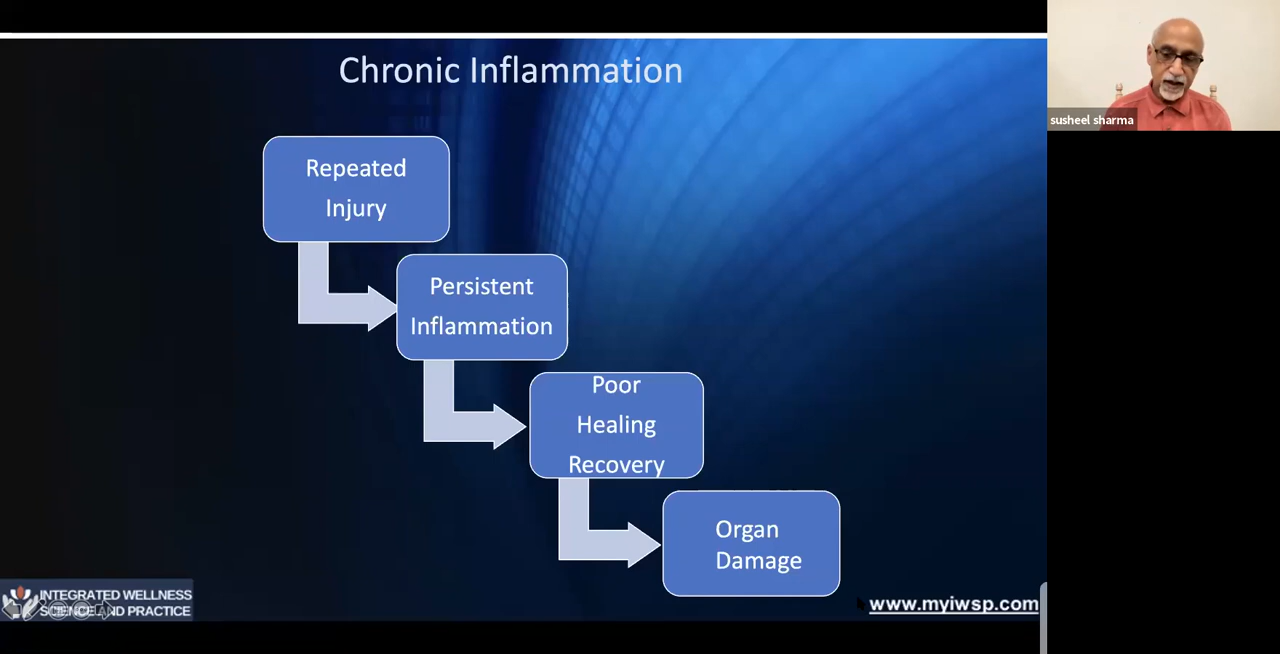 Chronic Inflammation
susheel sharma
Repeated
Injury
Persistent
Inflammation
Poor
Healing
Recovery
Organ
Damage
INTEGRATED WELLNESS
SCIENCE AND PRACTICE
www.myiwsp.com